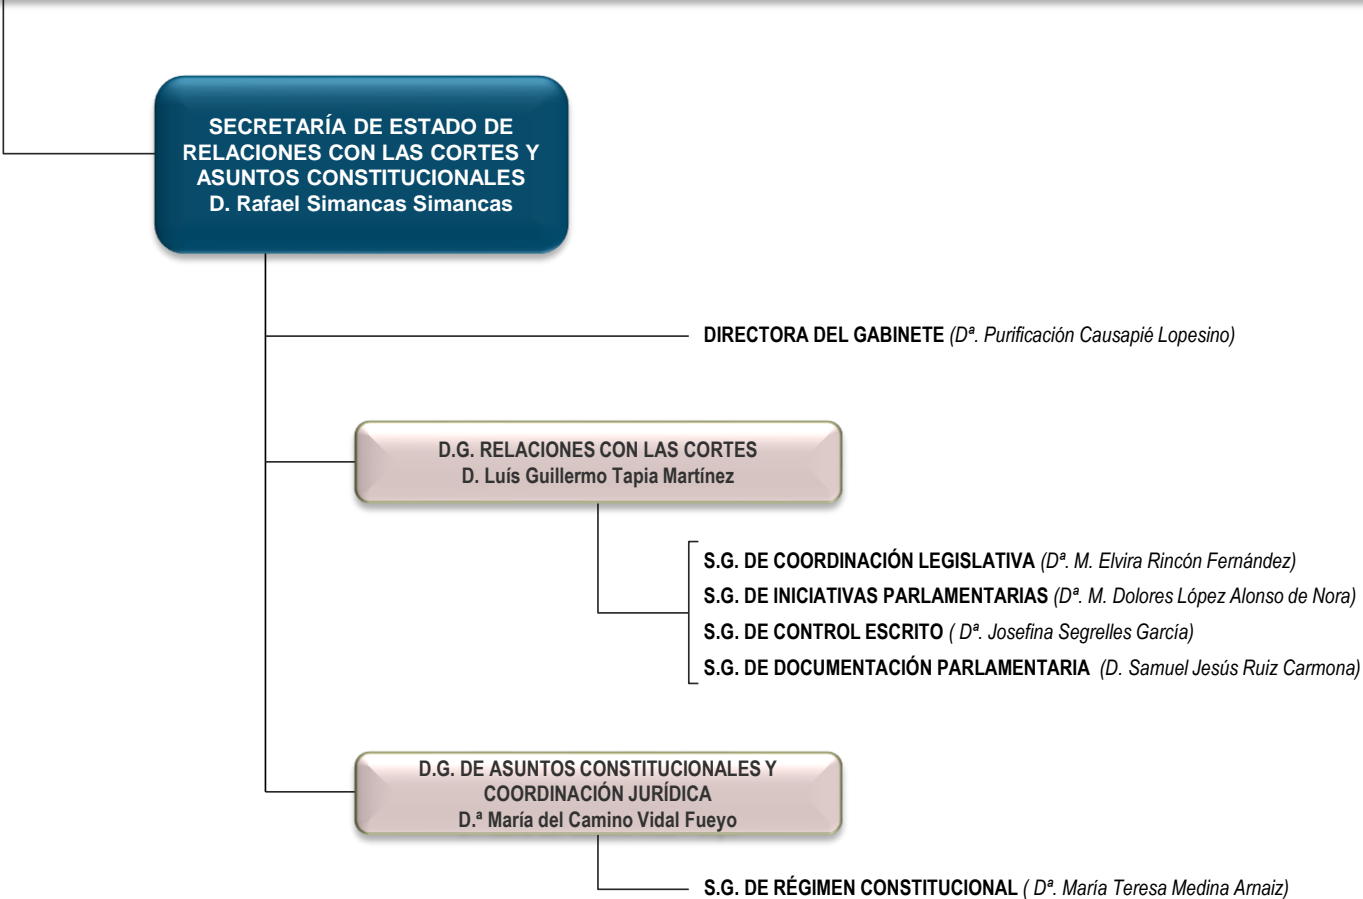 SECRETARÍA DE ESTADO DE
RELACIONES CON LAS CORTES Y
ASUNTOS CONSTITUCIONALES
D. Rafael Simancas Simancas
DIRECTORA DEL GABINETE (Dª. Purificación Causapié Lopesino)
D.G. RELACIONES CON LAS CORTES
D. Luís Guillermo Tapia Martínez
S.G. DE COORDINACIÓN LEGISLATIVA (Dª. M. Elvira Rincón Fernández)
S.G. DE INICIATIVAS PARLAMENTARIAS (Dª. M. Dolores López Alonso de Nora)
S.G. DE CONTROL ESCRITO ( Dª. Josefina Segrelles García)
S.G. DE DOCUMENTACIÓN PARLAMENTARIA (D. Samuel Jesús Ruiz Carmona)
D.G. DE ASUNTOS CONSTITUCIONALES Y
COORDINACIÓN JURÍDICA
D.ª María del Camino Vidal Fueyo
S.G. DE RÉGIMEN CONSTITUCIONAL ( Dª. María Teresa Medina Arnaiz)